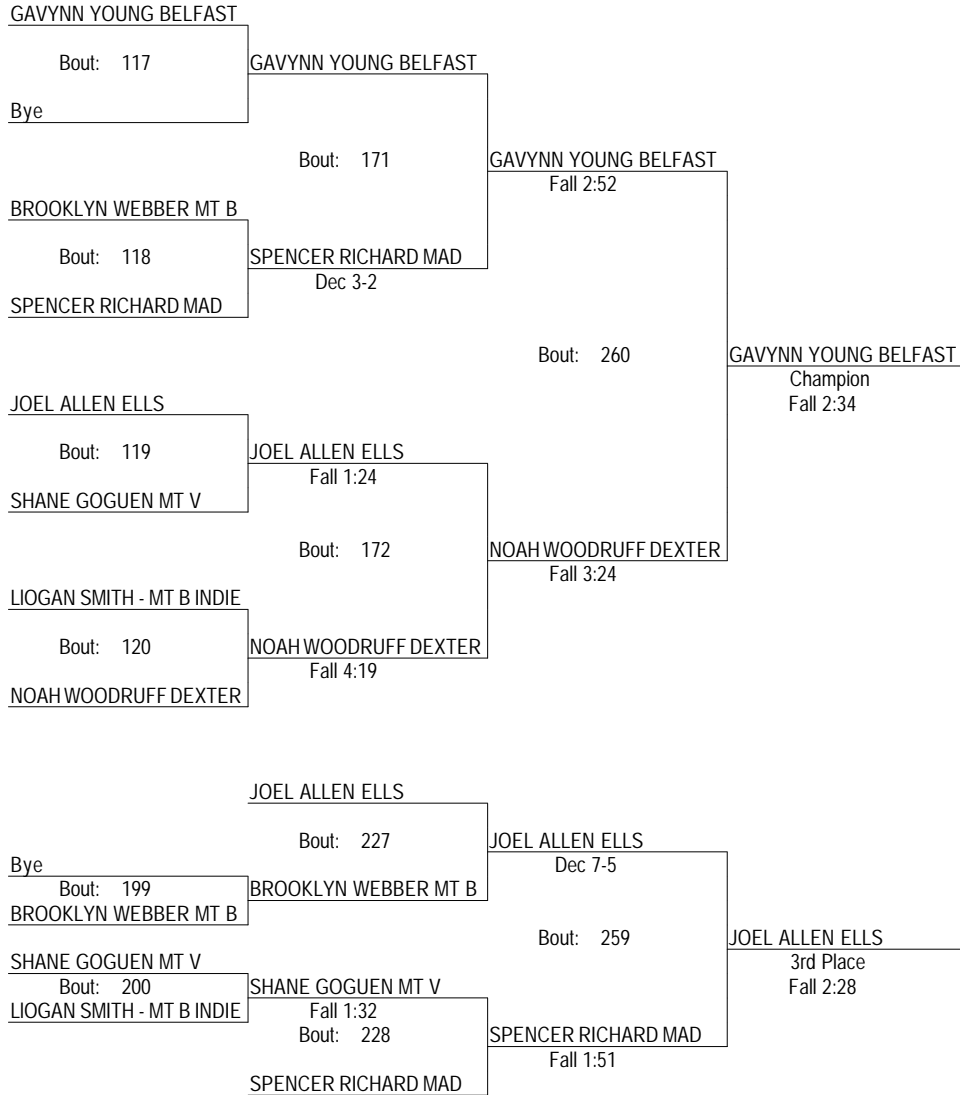 GAVYNN YOUNG BELFAST
Bout: 117
GAVYNN YOUNG BELFAST
Bye
Bout: 171
GAVYNN YOUNG BELFAST
Fall 2:52
BROOKLYN WEBBER MT B
Bout: 118
SPENCER RICHARD MAD
Dec 3-2
SPENCER RICHARD MAD
Bout: 260
GAVYNN YOUNG BELFAST
Champion
Fall 2:34
JOEL ALLEN ELLS
Bout: 119
JOEL ALLEN ELLS
Fall 1:24
SHANE GOGUEN MT V
Bout: 172
NOAH WOODRUFF DEXTER
Fall 3:24
LIOGAN SMITH - MT B INDIE
Bout: 120
NOAH WOODRUFF DEXTER
Fall 4:19
NOAH WOODRUFF DEXTER
JOEL ALLEN ELLS
Bout: 227
JOEL ALLEN ELLS
Dec 7-5
Bye
Bout: 199
BROOKLYN WEBBER MT B
BROOKLYN WEBBER MT B
Bout: 259
JOEL ALLEN ELLS
3rd Place
Fall 2:28
SHANE GOGUEN MT V
Bout: 200
SHANE GOGUEN MT V
LIOGAN SMITH - MT B INDIE
Fall 1:32
Bout: 228
SPENCER RICHARD MAD
Fall 1:51
SPENCER RICHARD MAD